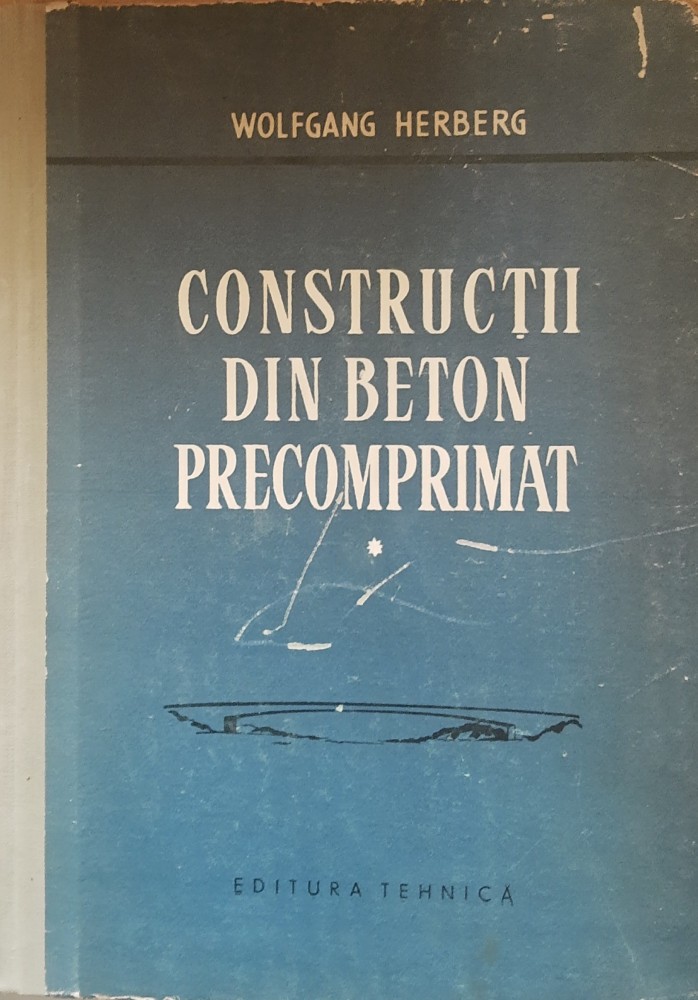 WOLFGANG HERBERG
CONSTRUCȚII
DIN BETON
PRECOMPRIMAT
*
EDITURA TEHNICĂ